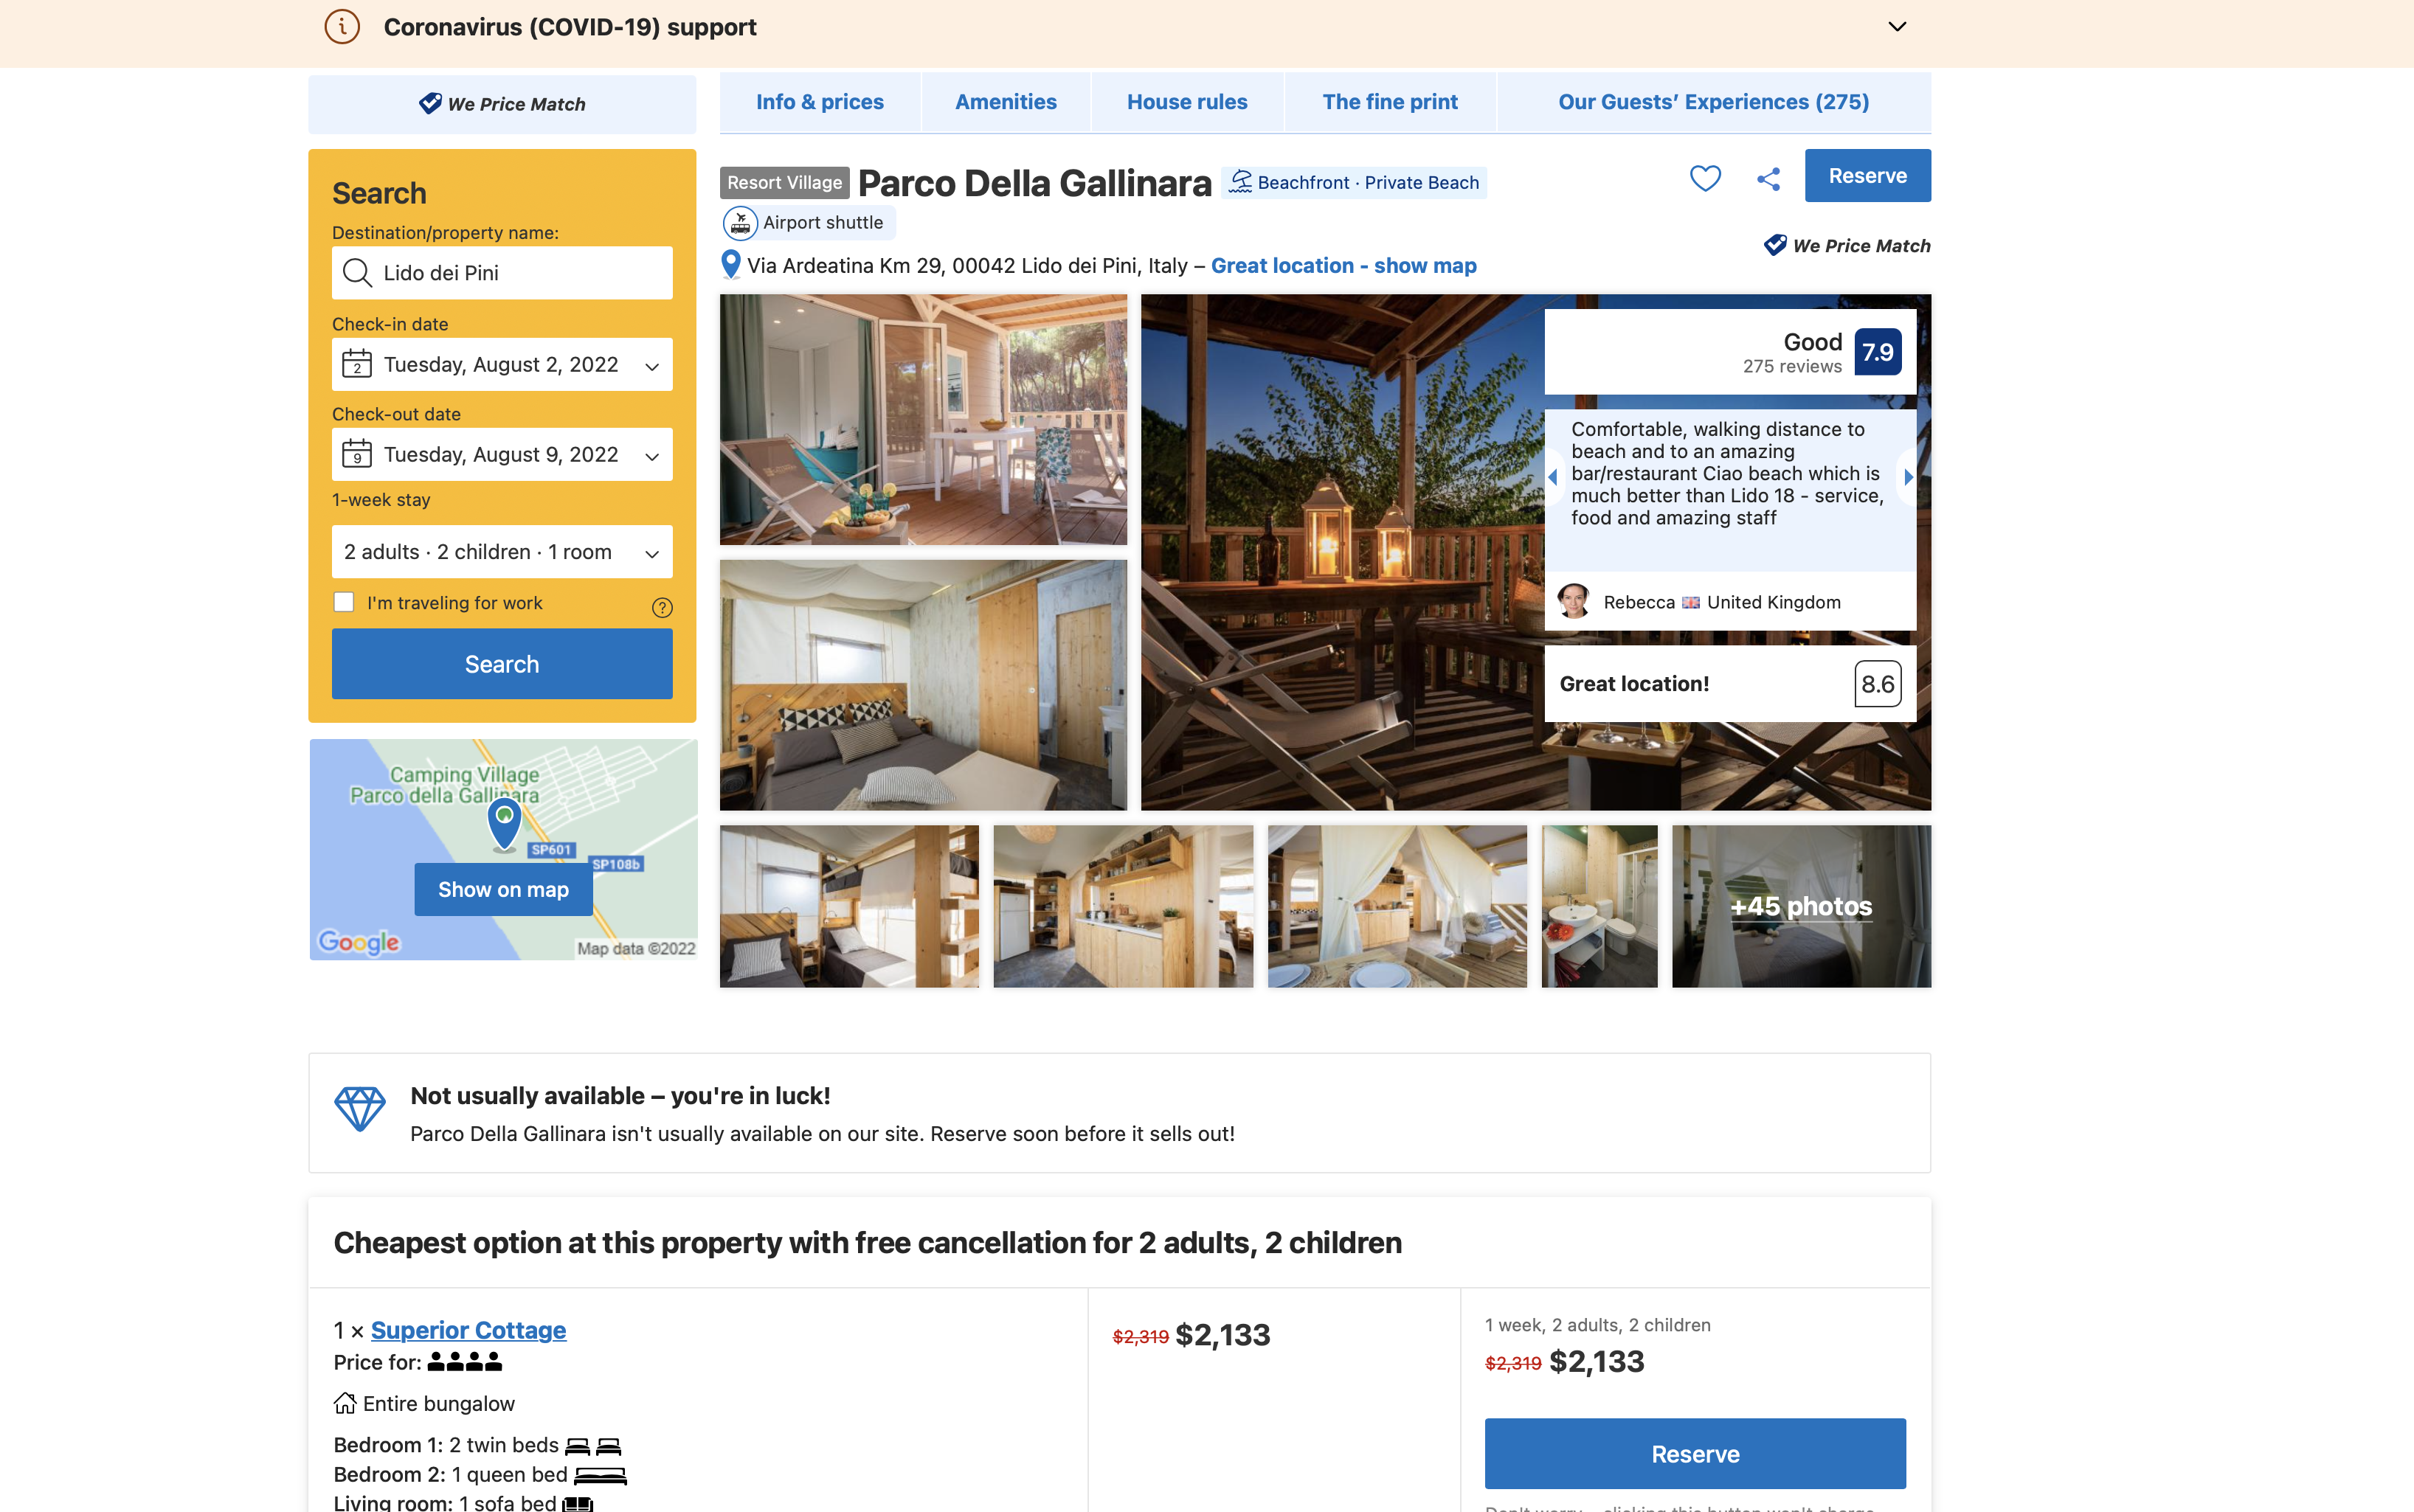 Coronavirus (COVID-19) support
We Price Match
Info & prices
Amenities
House rules
The fine print
Our Guests’ Experiences (275)
Search
Destination/property name:
Lido dei Pini
Check-in date
2
Tuesday, August 2, 2022
Check-out date
9
Tuesday, August 9, 2022
1-week stay
2 adults · 2 children · 1 room
I'm traveling for work
?
Search
Camping Village
Parco della Gallinara
SP601
SP108b
Show on map
Google
Map data ©2022
Resort Village
Parco Della Gallinara
Beachfront · Private Beach
Reserve
Airport shuttle
We Price Match
Via Ardeatina Km 29, 00042 Lido dei Pini, Italy – Great location - show map
Good
275 reviews
7.9
Comfortable, walking distance to
beach and to an amazing
bar/restaurant Ciao beach which is
much better than Lido 18 - service,
food and amazing staff
Rebecca United Kingdom
Great location!
8.6
+45 photos
Not usually available – you're in luck!
Parco Della Gallinara isn't usually available on our site. Reserve soon before it sells out!
Cheapest option at this property with free cancellation for 2 adults, 2 children
1 × Superior Cottage
Price for:
Entire bungalow
Bedroom 1: 2 twin beds
Bedroom 2: 1 queen bed
Living room: 1 sofa bed
$2,319 $2,133
1 week, 2 adults, 2 children
$2,319 $2,133
Reserve